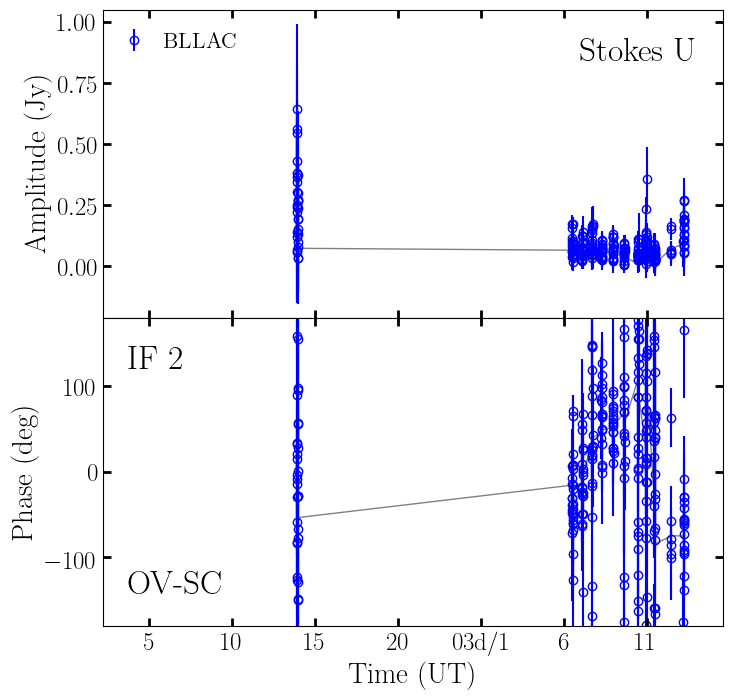 BLLAC
Stokes U
1.00
0.75
0.50
0.25
0.00
Amplitude (Jy)
IF 2
100
0
−100
Phase (deg)
OV-SC
5 10 15 20 03d/1 6 11
Time (UT)